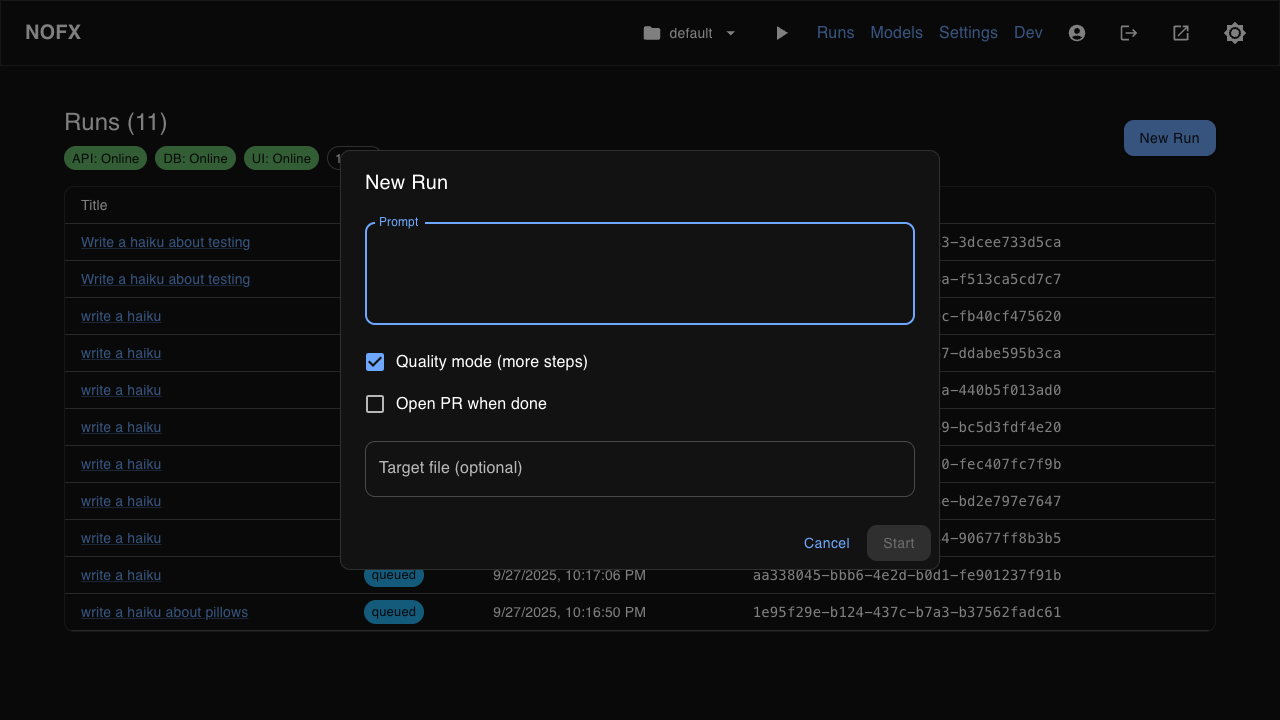 NOFX
default
Runs Models Settings Dev
Runs (11)
New Run
API: Online DB: Online UI: Online
New Run
Title
Prompt
Write a haiku about testing 3-3dcee733d5ca
Write a haiku about testing a-f513ca5cd7c7
write a haiku c-fb40cf475620
write a haiku 7-ddabe595b3ca
Quality mode (more steps)
write a haiku a-440b5f013ad0
Open PR when done
write a haiku 9-bc5d3fdf4e20
write a haiku 0-fec407fc7f9b
Target file (optional)
write a haiku e-bd2e797e7647
write a haiku 4-90677ff8b3b5
Cancel Start
write a haiku queued 9/27/2025, 10:17:06 PM aa338045-bbb6-4e2d-b0d1-fe901237f91b
write a haiku about pillows queued 9/27/2025, 10:16:50 PM 1e95f29e-b124-437c-b7a3-b37562fadc61